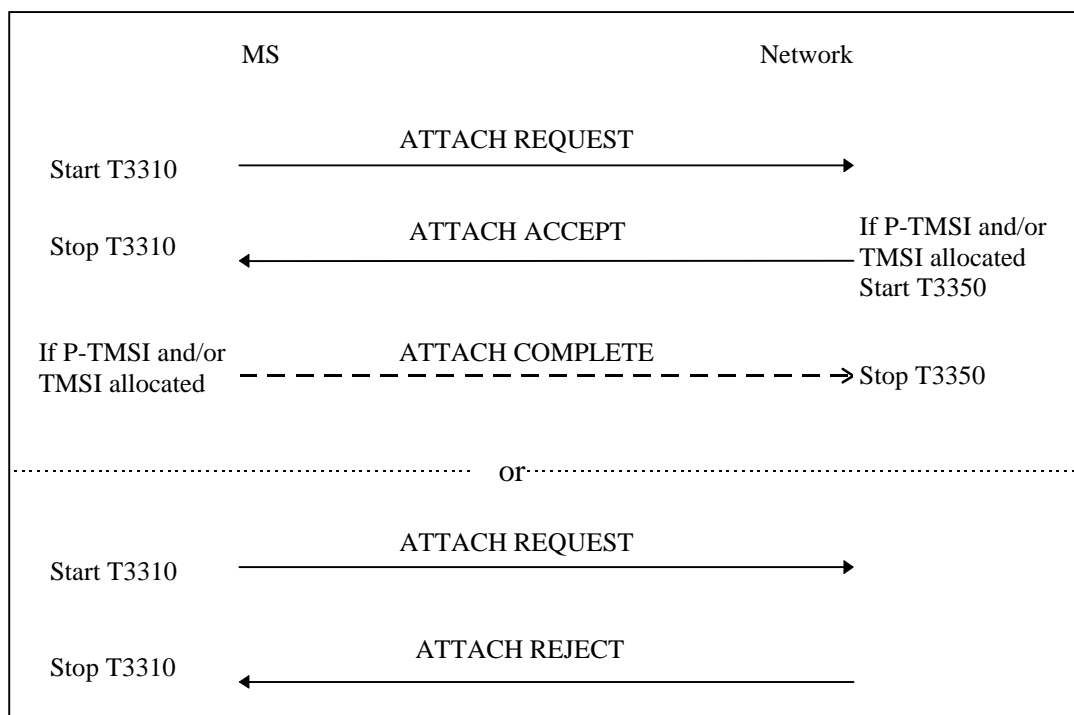 MS Network
ATTACH REQUEST
Start T3310
ATTACH ACCEPT
Stop T3310
If P-TMSI and/or
TMSI allocated
Start T3350
If P-TMSI and/or
TMSI allocated
ATTACH COMPLETE
Stop T3350
or
ATTACH REQUEST
Start T3310
ATTACH REJECT
Stop T3310